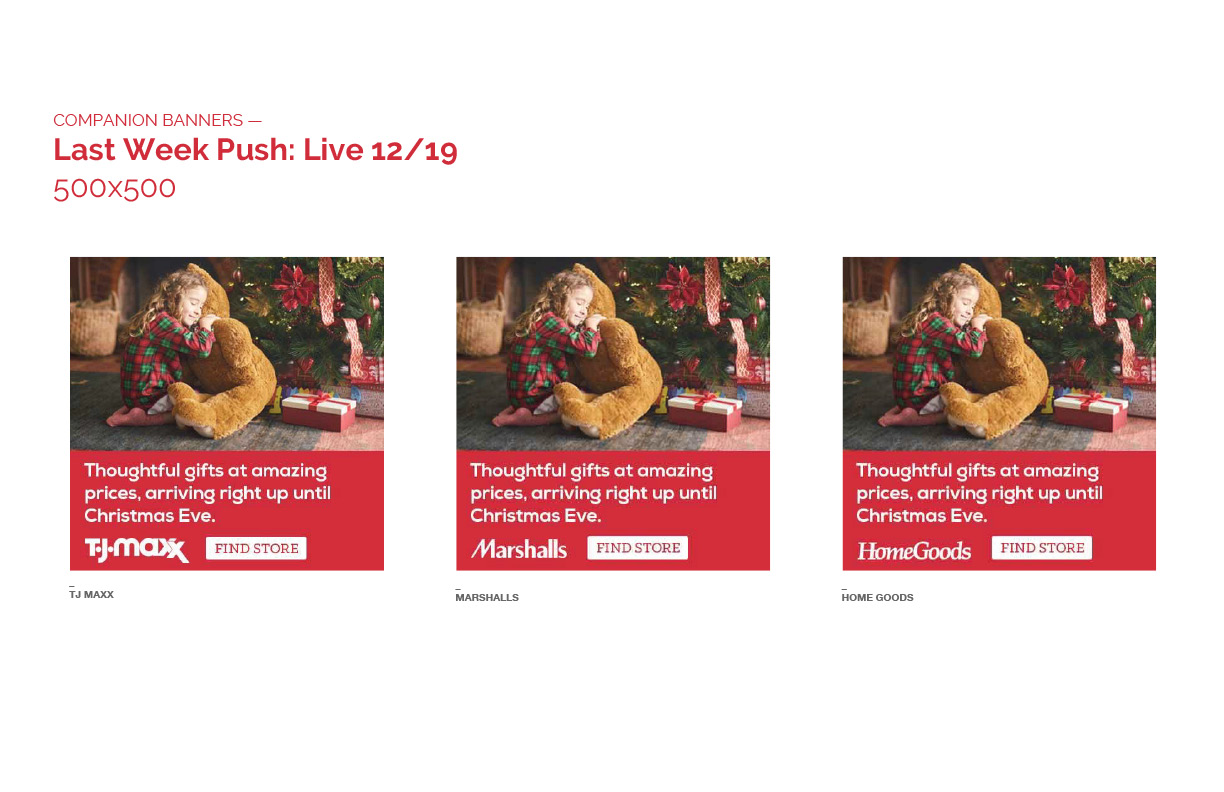 COMPANION BANNERS —
Last Week Push: Live 12/19
500x500
Thoughtful gifts at amazing
prices, arriving right up until
Christmas Eve.
T·J·maxx FIND STORE
TJ MAXX
Thoughtful gifts at amazing
prices, arriving right up until
Christmas Eve.
Marshalls FIND STORE
MARSHALLS
Thoughtful gifts at amazing
prices, arriving right up until
Christmas Eve.
HomeGoods FIND STORE
HOME GOODS